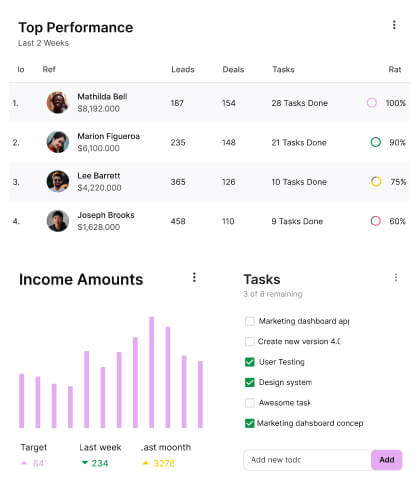 Top Performance
Last 2 Weeks
lo Ref Leads Deals Tasks Rat
1. Mathilda Bell 187 154 28 Tasks Done 100%
$8,192.000
2. Marion Figueroa 235 148 21 Tasks Done 90%
$6,100.000
3. Lee Barrett 365 126 10 Tasks Done 75%
$4,220.000
4. Joseph Brooks 458 110 9 Tasks Done 60%
$1,628.000
Income Amounts
Target Last week Last moonth
84 234 3276
Tasks
3 of 8 remaining
Marketing dashboard app
Create new version 4.0
User Testing
Design system
Awesome task
Marketing dahsboard concep
Add new todo
Add